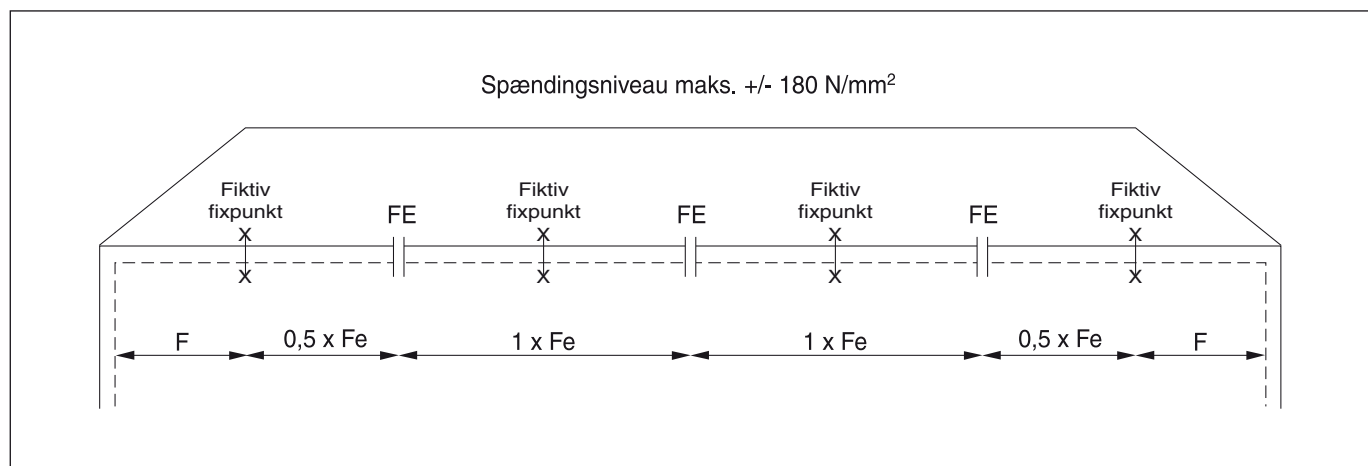 Spændingsniveau maks. +/- 180 N/mm²
Fiktiv
fixpunkt
FE
Fiktiv
fixpunkt
FE
Fiktiv
fixpunkt
FE
Fiktiv
fixpunkt
X X X X
X X X X
F 0,5 x Fe 1 x Fe 1 x Fe 0,5 x Fe F